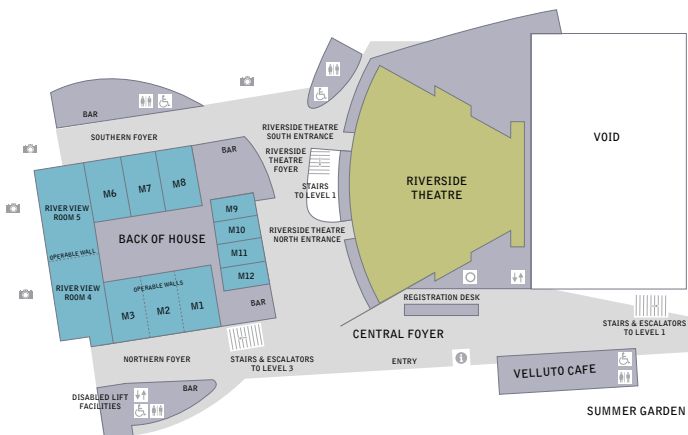 BAR
SOUTHERN FOYER
RIVERSIDE THEATRE
SOUTH ENTRANCE
RIVERSIDE
THEATRE
FOYER
STAIRS
TO LEVEL 1
RIVERSIDE THEATRE
NORTH ENTRANCE
RIVERSIDE
THEATRE
VOID
BAR
M6
M7
M8
RIVER VIEW
ROOM 5
OPERABLE WALL
RIVER VIEW
ROOM 4
BACK OF HOUSE
M9
M10
M11
M12
OPERABLE WALLS
M3
M2
M1
BAR
REGISTRATION DESK
CENTRAL FOYER
STAIRS & ESCALATORS
TO LEVEL 1
NORTHERN FOYER
STAIRS & ESCALATORS
TO LEVEL 3
ENTRY
i
VELLUTO CAFE
DISABLED LIFT
FACILITIES
BAR
SUMMER GARDEN